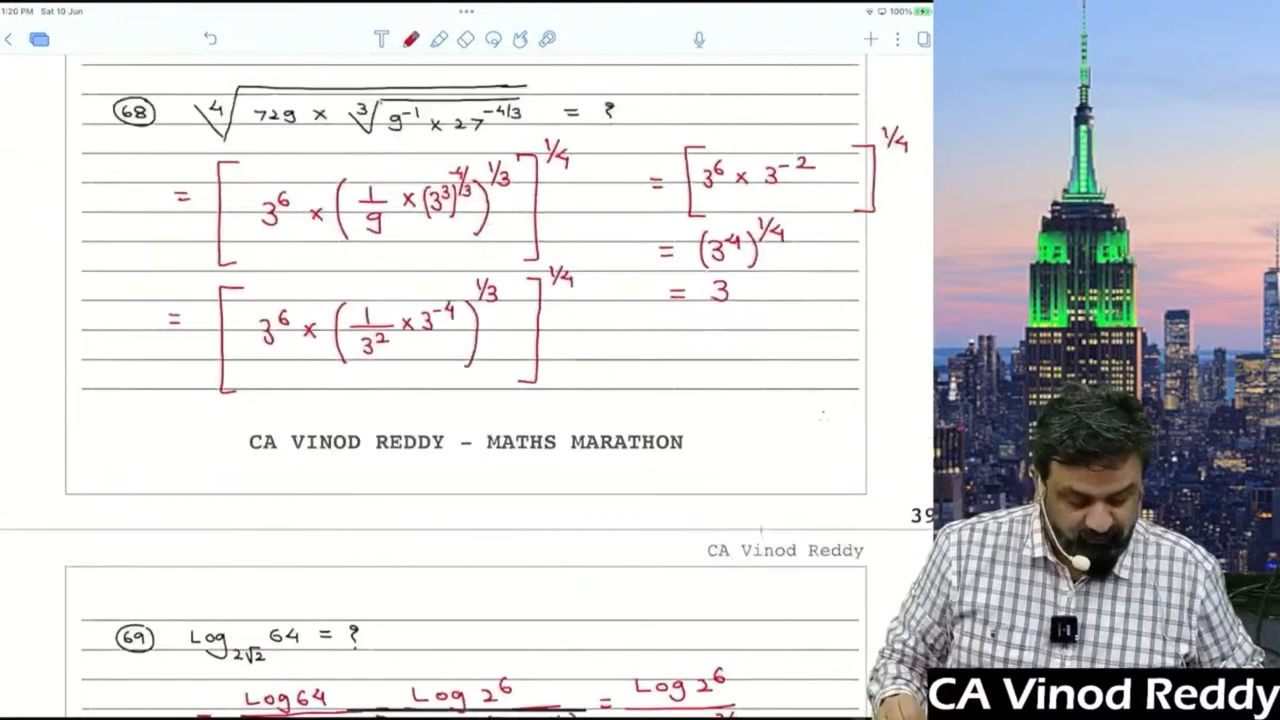 1:20 PM Sat 10 Jun
100%
68 ∜(729 × ∛(9⁻¹ × 27^(-4/3))) = ?
= [3⁶ × (1/9 × (3³)^(-4/3))^(1/3)]^(1/4)
= [3⁶ × (1/3² × 3⁻⁴)^(1/3)]^(1/4)
= [3⁶ × 3⁻²]^(1/4)
= (3⁴)^(1/4)
= 3
CA VINOD REDDY - MATHS MARATHON
39
CA Vinod Reddy
69 Log_(2√2) 64 = ?
Log 64 Log 2⁶ = Log 2⁶
CA Vinod Reddy